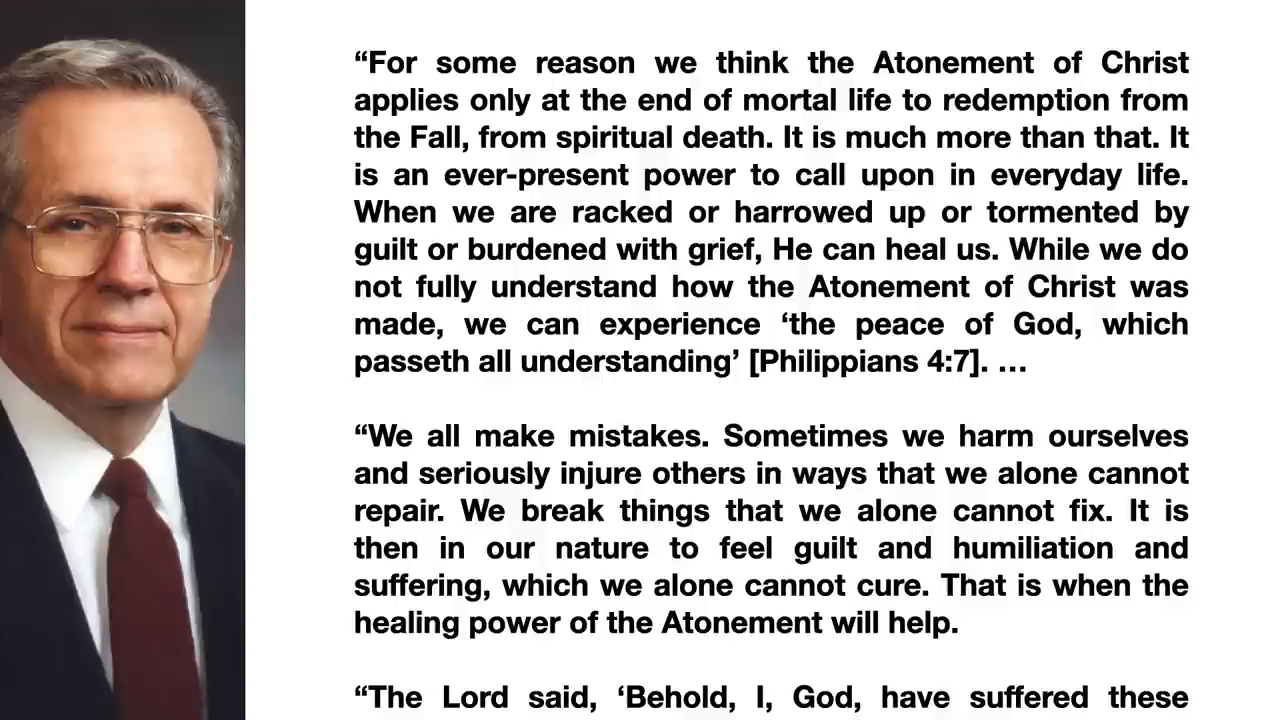 “For some reason we think the Atonement of Christ
applies only at the end of mortal life to redemption from
the Fall, from spiritual death. It is much more than that. It
is an ever-present power to call upon in everyday life.
When we are racked or harrowed up or tormented by
guilt or burdened with grief, He can heal us. While we do
not fully understand how the Atonement of Christ was
made, we can experience ‘the peace of God, which
passeth all understanding’ [Philippians 4:7]. …
“We all make mistakes. Sometimes we harm ourselves
and seriously injure others in ways that we alone cannot
repair. We break things that we alone cannot fix. It is
then in our nature to feel guilt and humiliation and
suffering, which we alone cannot cure. That is when the
healing power of the Atonement will help.
“The Lord said, ‘Behold, I, God, have suffered these